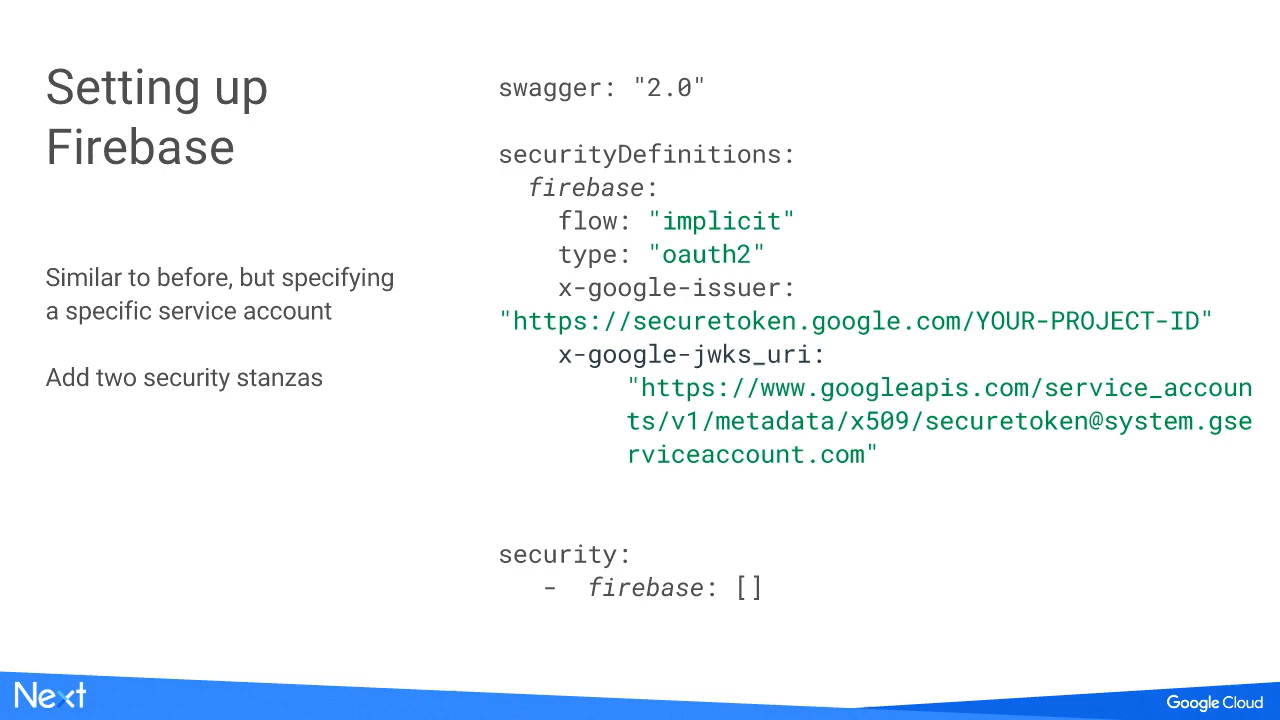 Setting up
Firebase
Similar to before, but specifying
a specific service account
Add two security stanzas
swagger: "2.0"
securityDefinitions:
firebase:
flow: "implicit"
type: "oauth2"
x-google-issuer:
"https://securetoken.google.com/YOUR-PROJECT-ID"
x-google-jwks_uri:
"https://www.googleapis.com/service_accoun
ts/v1/metadata/x509/securetoken@system.gse
rviceaccount.com"
security:
- firebase: []
Next
Google Cloud